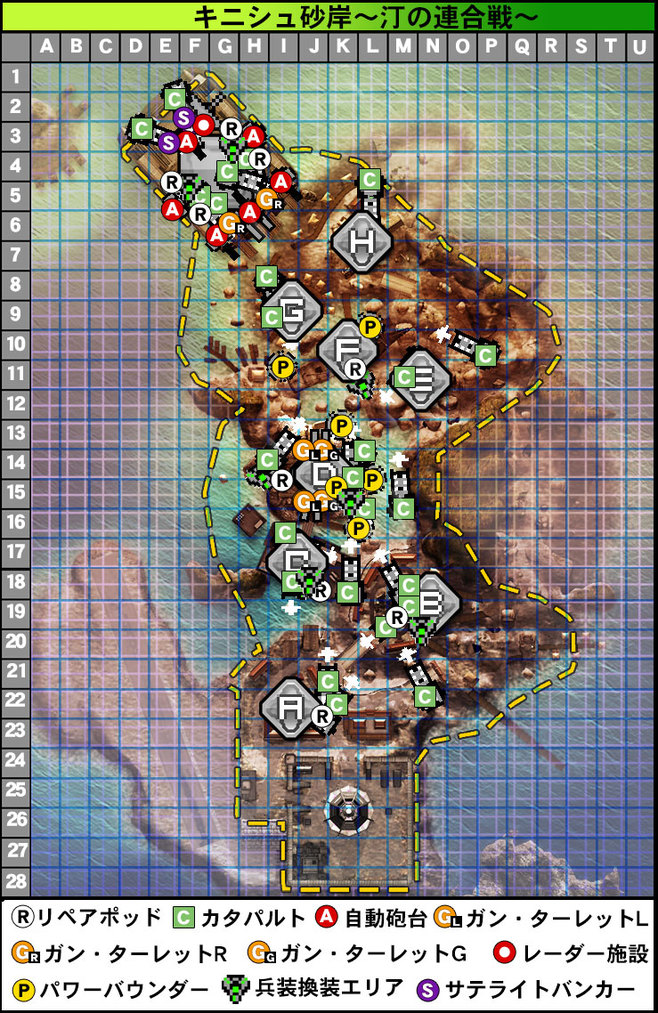 キニシュ砂岸～汀の連合戦～
A B C D E F G H I J K L M N O P Q R S T U
1
2
C
S
3
C R A
S A
4
R
C C
5
R A
C C G R
A R A
6
G R
A
C
7
H
8
C
9
G
C
P
10
F
C
11
P R
C E
12
13
P
G L G G
14
C C
D
15
R C P
P
G L G G C C
16
P
C
17
C
18
C R C C
19
C B
R
20
C
21
C
22
A C C
R
23
24
25
26
27
28
R リペアポッド C カタパルト A 自動砲台 G L ガン・ターレットL
G R ガン・ターレットR G G ガン・ターレットG レーダー施設
P パワーバウンダー 兵装換装エリア S サテライトバンカー